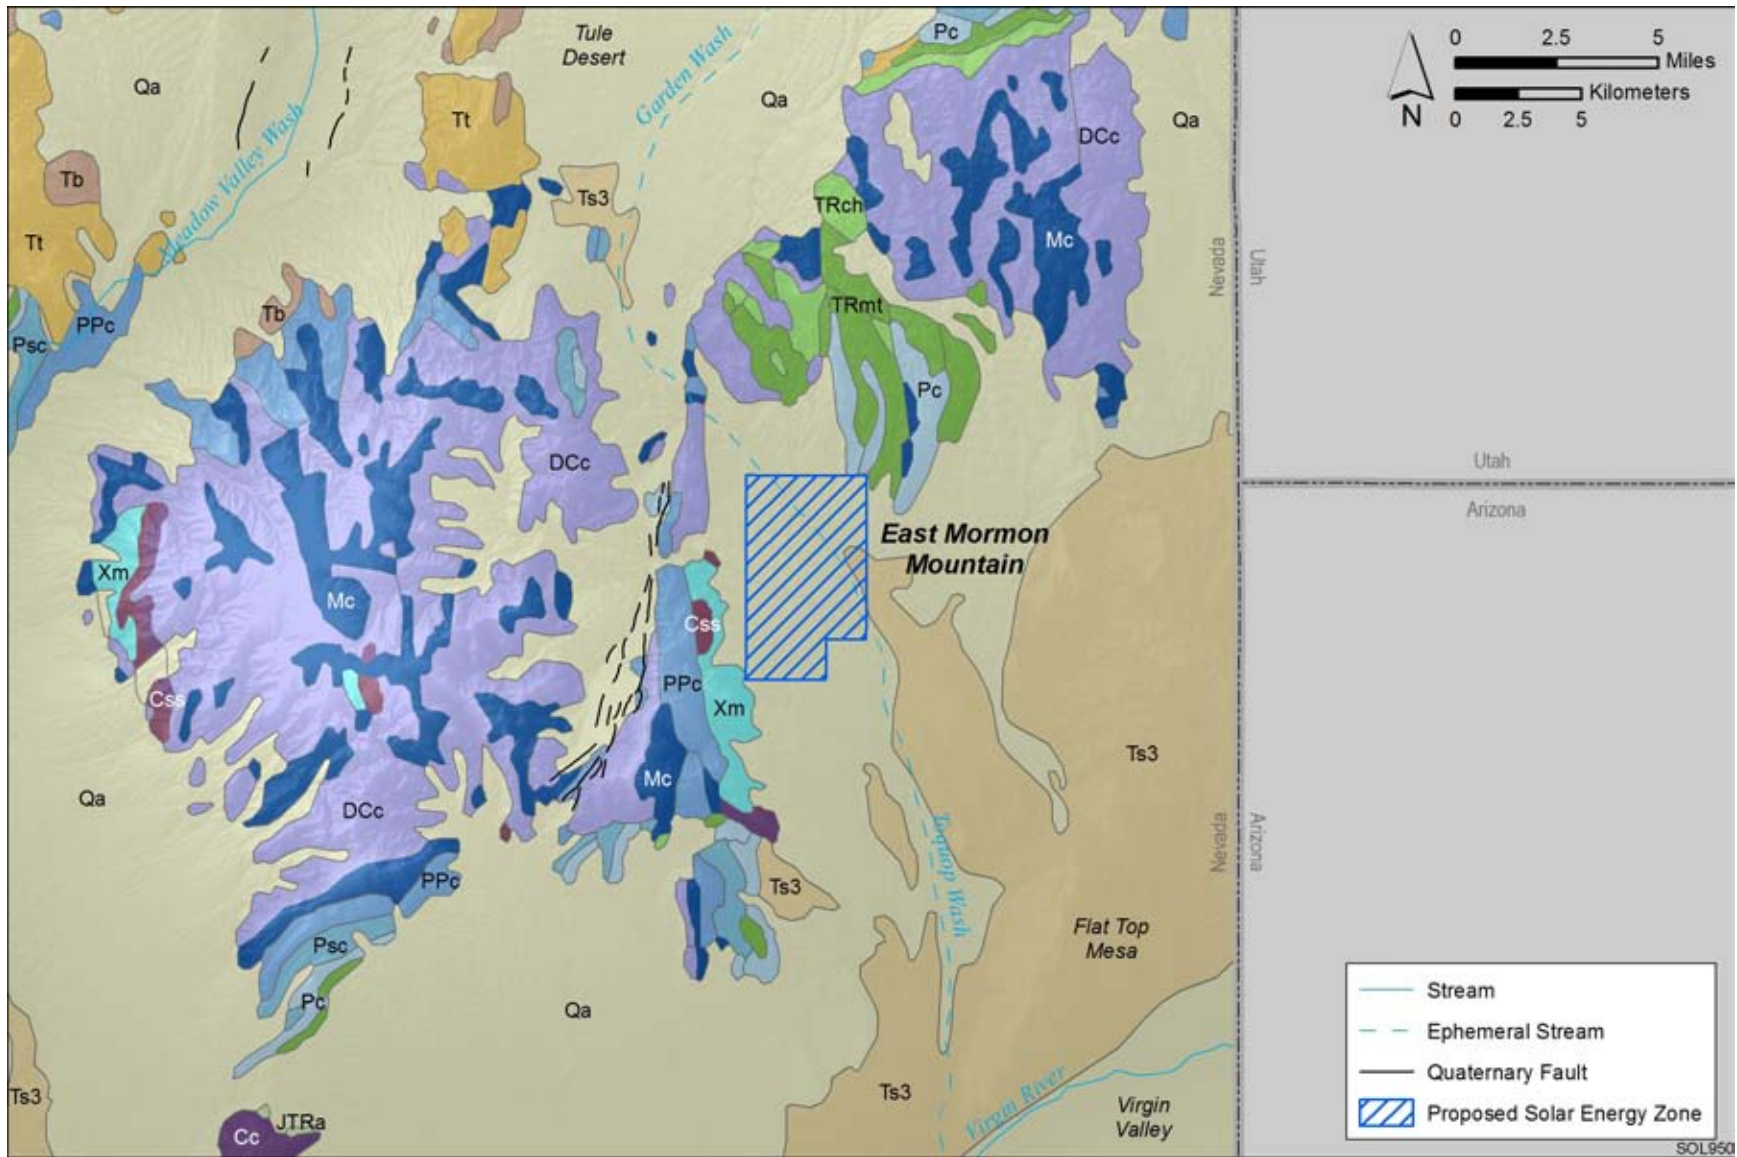 Tule
Desert
Garden Wash
Pc
0 2.5 5
Miles
Kilometers
0 2.5 5
N
Qa
Meadow Valley Wash
Tt
Qa
Qa
DCc
Tb
Ts3
TRch
Tt
Mc
Nevada
Utah
Tb
TRmt
PPc
Psc
Pc
DCc
Utah
Arizona
East Mormon
Mountain
Xm
Mc
Css
PPc
Css
Xm
Ts3
Mc
Qa
DCc
Toquop Wash
Nevada
Arizona
PPc
Ts3
Flat Top
Mesa
Psc
Pc
Qa
Ts3
Ts3
Virgin River
Virgin
Valley
JTRa
Cc
Stream
Ephemeral Stream
Quaternary Fault
Proposed Solar Energy Zone